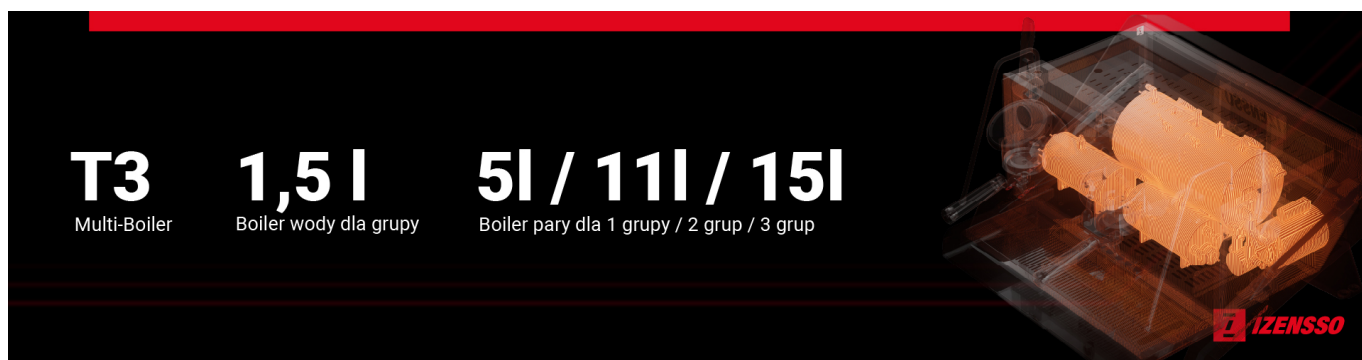 T3
Multi-Boiler
1,5 l
Boiler wody dla grupy
5l / 11l / 15l
Boiler pary dla 1 grupy / 2 grup / 3 grup
IZENSSO